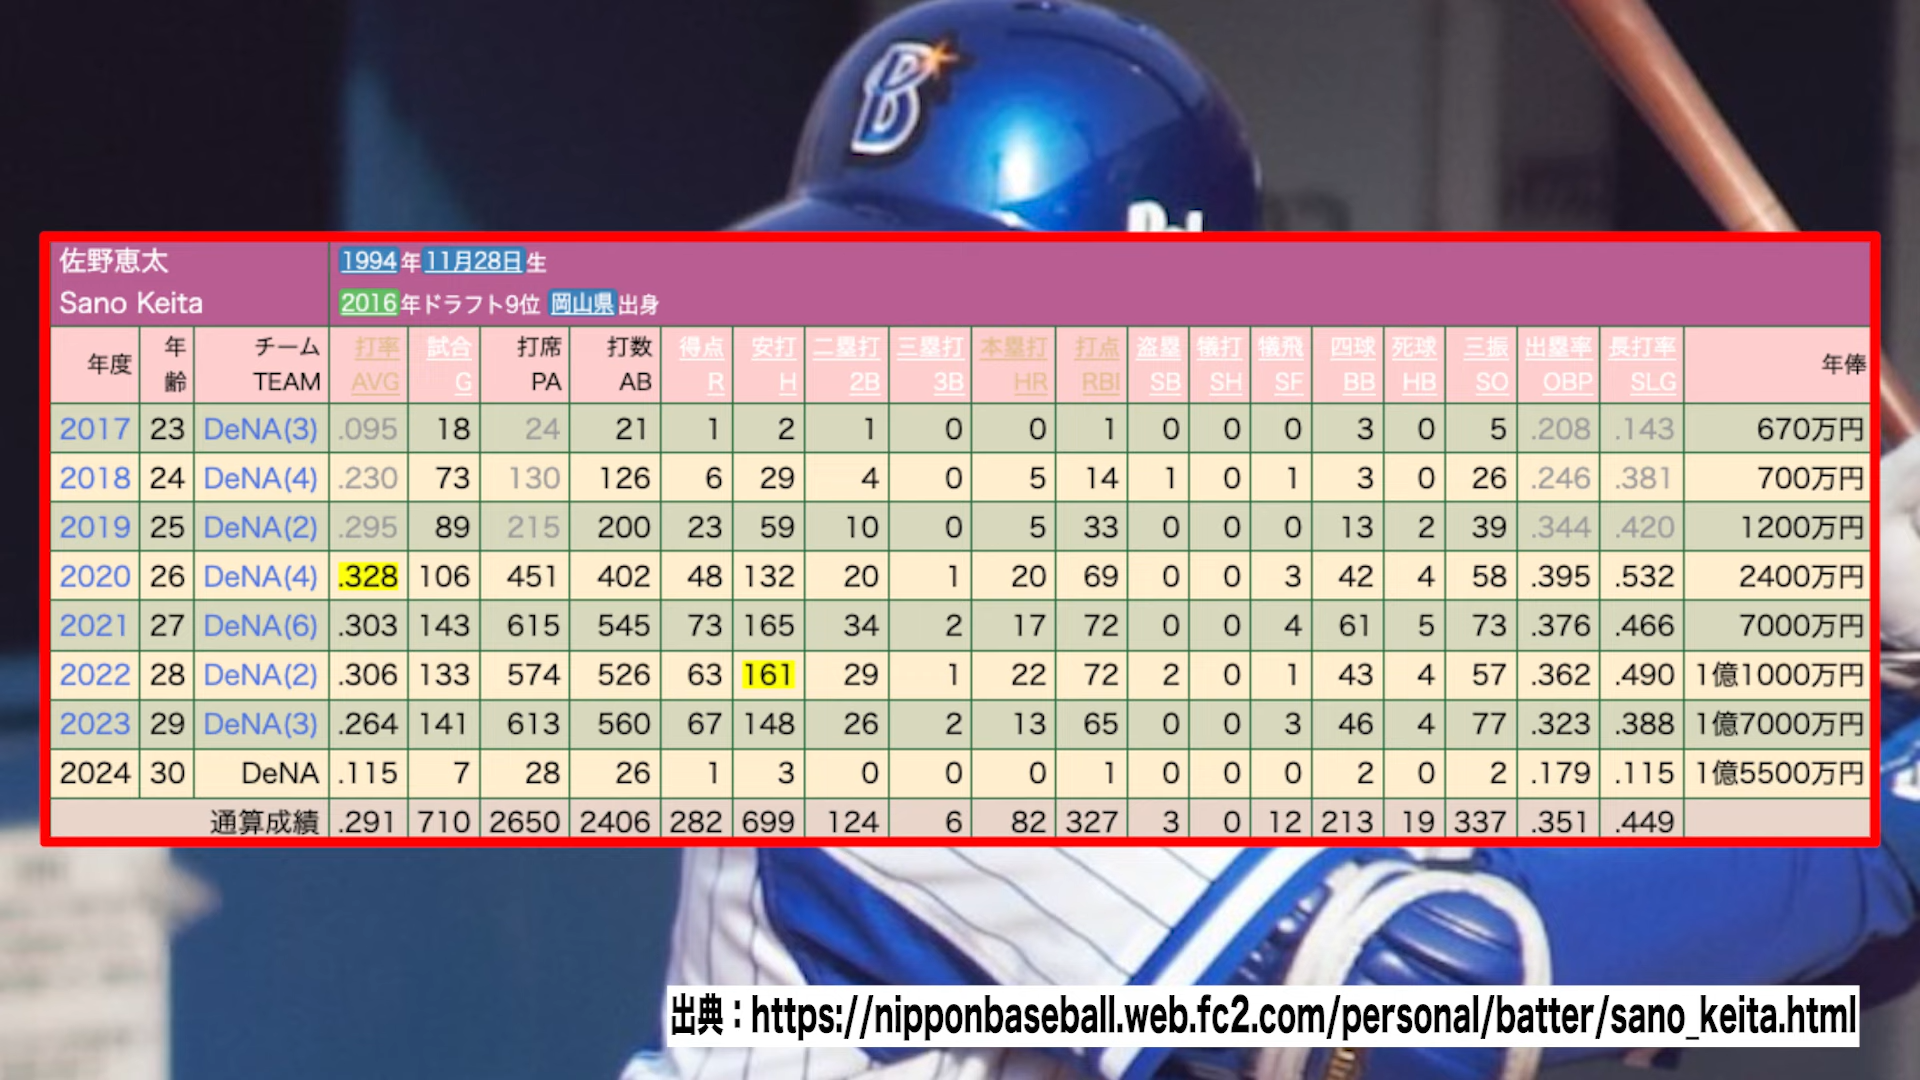 佐野恵太 1994年11月28日生
Sano Keita 2016年ドラフト9位 岡山県出身
年度 年齢 チーム TEAM 打率 AVG 試合 G 打席 PA 打数 AB 得点 R 安打 H 二塁打 2B 三塁打 3B 本塁打 HR 打点 RBI 盗塁 SB 犠打 SH 犠飛 SF 四球 BB 死球 HB 三振 SO 出塁率 OBP 長打率 SLG 年俸
2017 23 DeNA(3) .095 18 24 21 1 2 1 0 0 1 0 0 0 3 0 5 .208 .143 670万円
2018 24 DeNA(4) .230 73 130 126 6 29 4 0 5 14 1 0 1 3 0 26 .246 .381 700万円
2019 25 DeNA(2) .295 89 215 200 23 59 10 0 5 33 0 0 0 13 2 39 .344 .420 1200万円
2020 26 DeNA(4) .328 106 451 402 48 132 20 1 20 69 0 0 3 42 4 58 .395 .532 2400万円
2021 27 DeNA(6) .303 143 615 545 73 165 34 2 17 72 0 0 4 61 5 73 .376 .466 7000万円
2022 28 DeNA(2) .306 133 574 526 63 161 29 1 22 72 2 0 1 43 4 57 .362 .490 1億1000万円
2023 29 DeNA(3) .264 141 613 560 67 148 26 2 13 65 0 0 3 46 4 77 .323 .388 1億7000万円
2024 30 DeNA .115 7 28 26 1 3 0 0 0 1 0 0 0 2 0 2 .179 .115 1億5500万円
通算成績 .291 710 2650 2406 282 699 124 6 82 327 3 0 12 213 19 337 .351 .449
出典：https://nipponbaseball.web.fc2.com/personal/batter/sano_keita.html